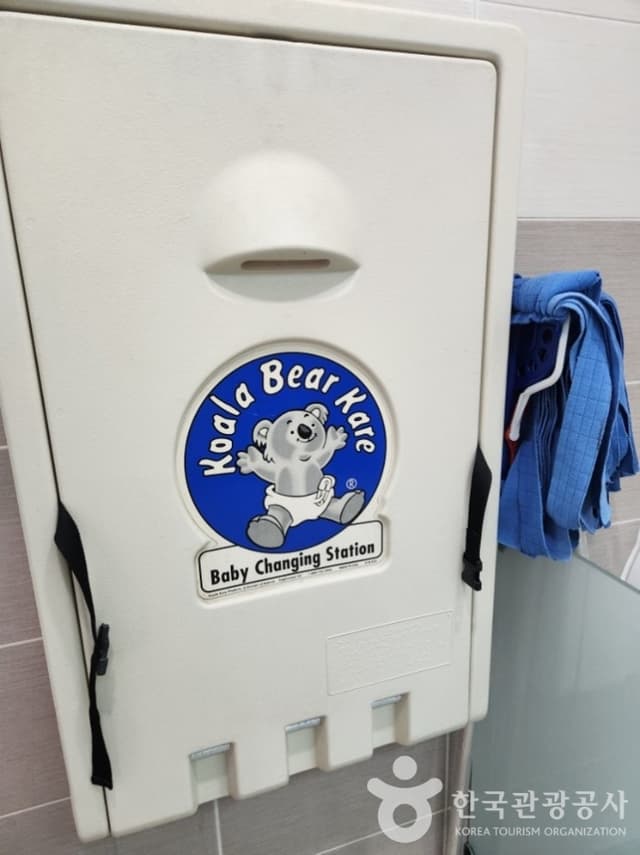 Koala Bear Kare
®
Baby Changing Station
한국관광공사
KOREA TOURISM ORGANIZATION